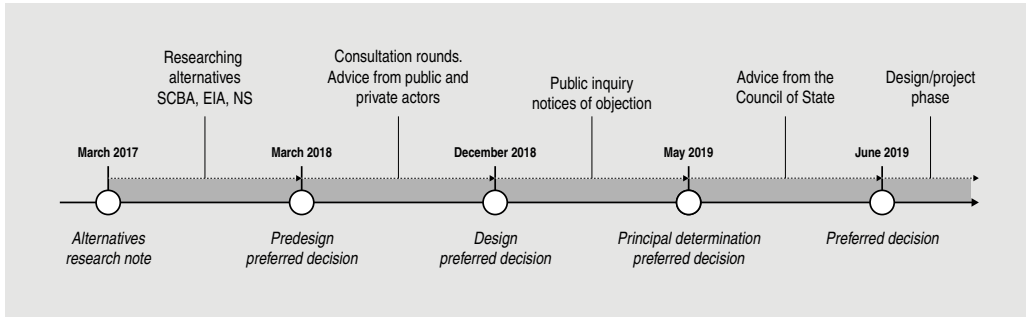 Researching
alternatives
SCBA, EIA, NS
Consultation rounds.
Advice from public and
private actors
Public inquiry
notices of objection
Advice from the
Council of State
Design/project
phase
March 2017
March 2018
December 2018
May 2019
June 2019
Alternatives
research note
Predesign
preferred decision
Design
preferred decision
Principal determination
preferred decision
Preferred decision